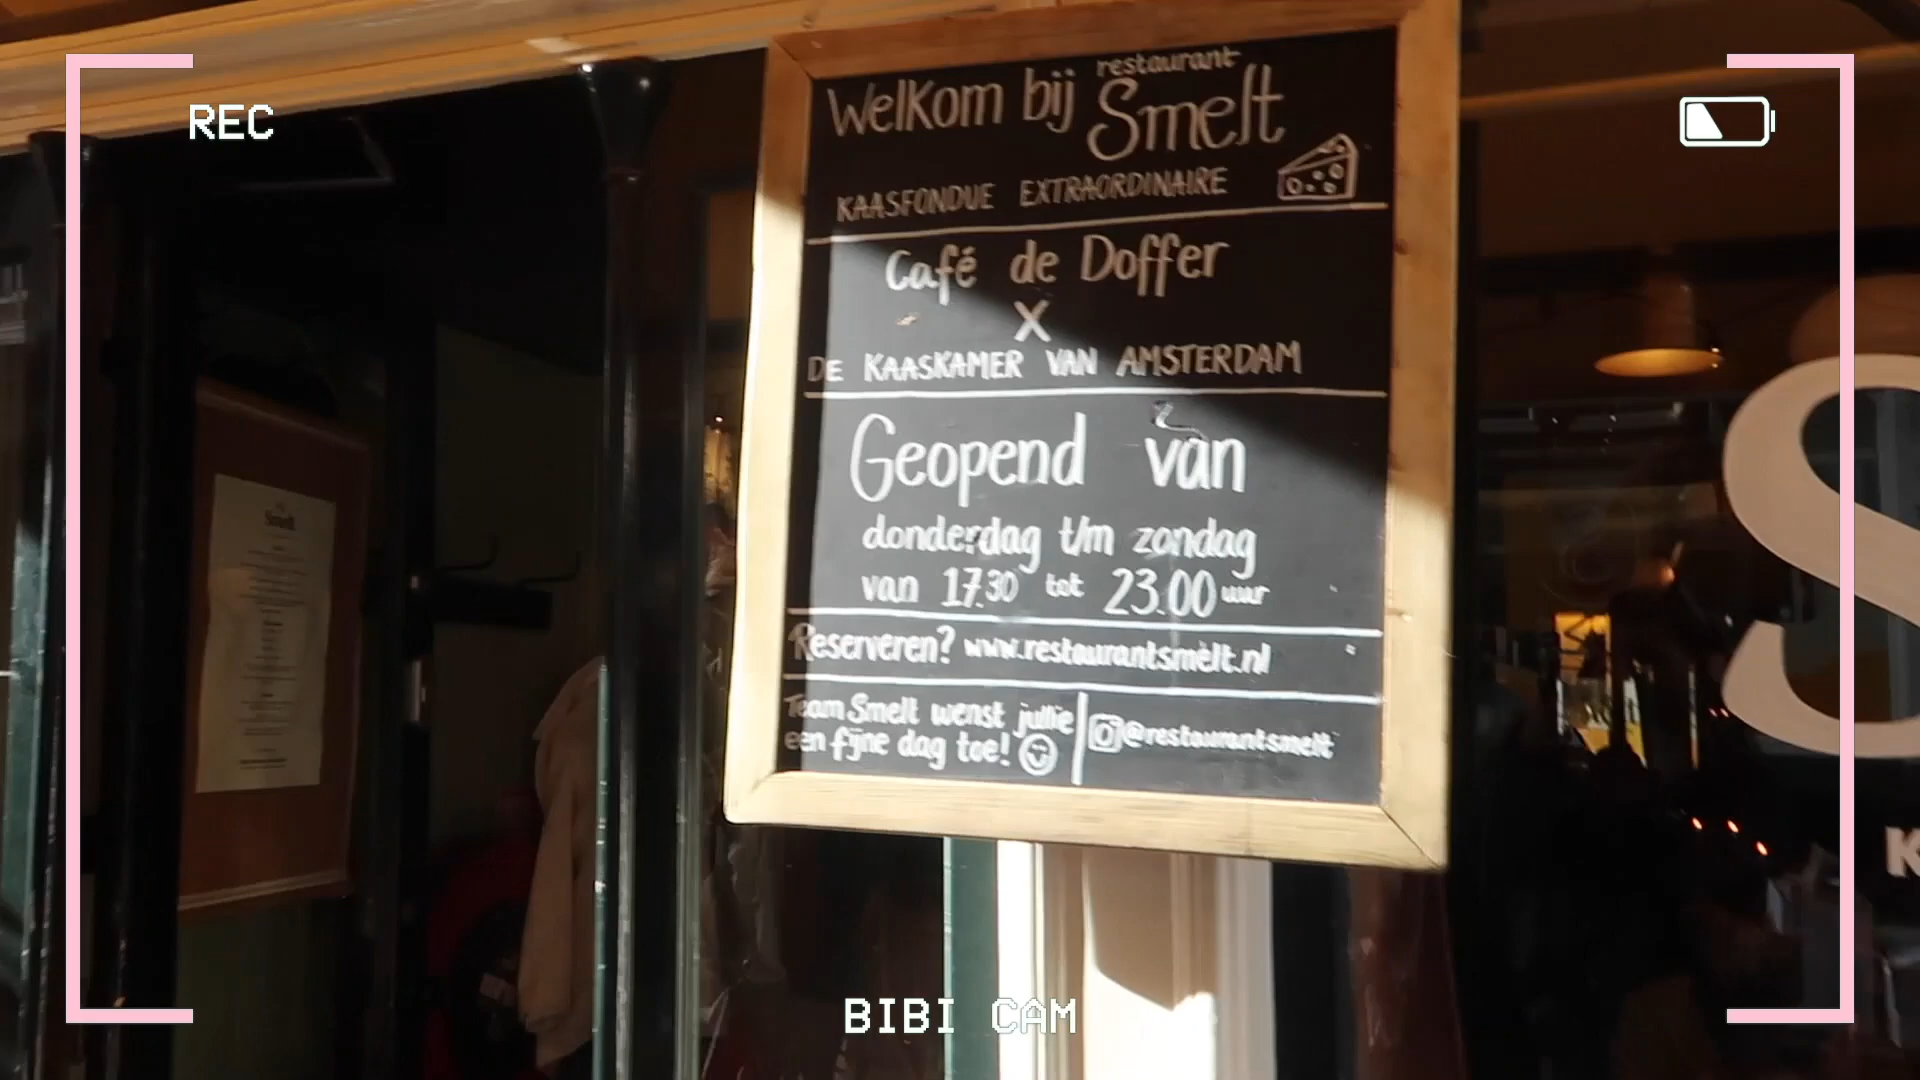 REC
Welkom bij restaurant Smelt
KAASFONDUE EXTRAORDINAIRE
Café de Doffer
X
DE KAASKAMER VAN AMSTERDAM
Geopend van
donderdag t/m zondag
van 17.30 tot 23.00 uur
Reserveren? www.restaurantsmelt.nl
Team Smelt wenst jullie
een fijne dag toe!
@restaurantsmelt
Smelt
S
K
BIBI CAM